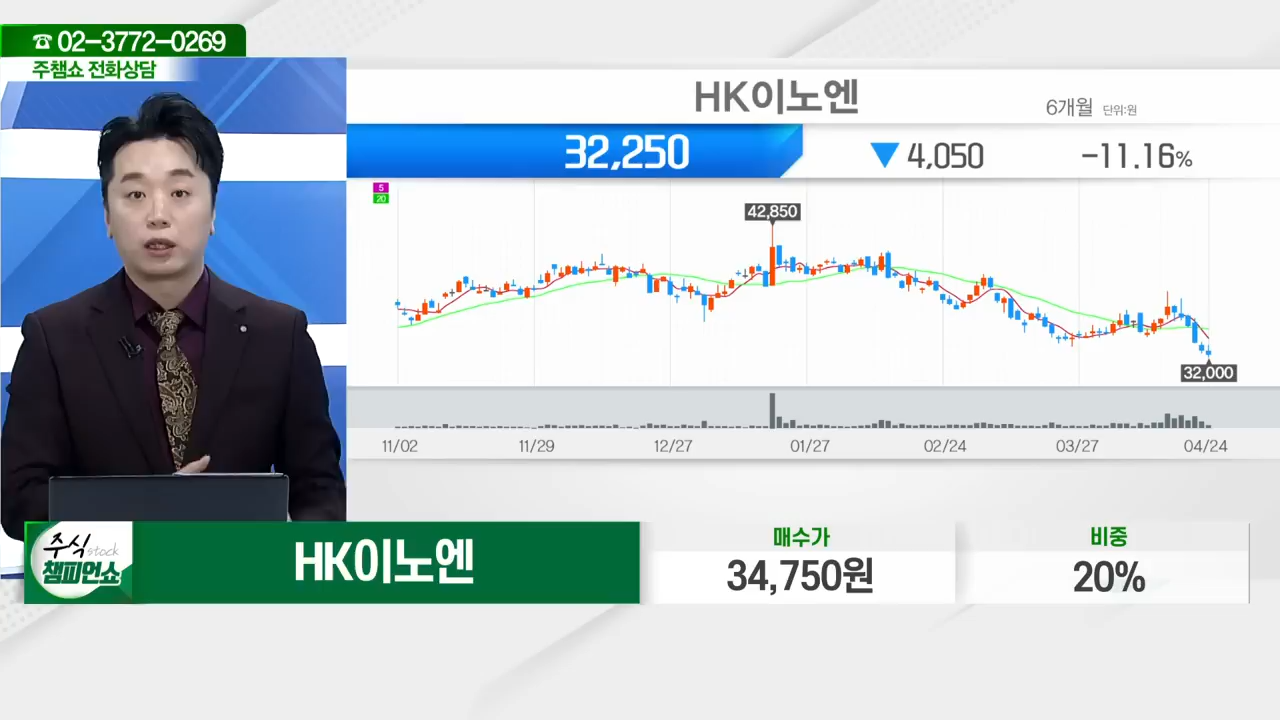 ☎ 02-3772-0269
주챔쇼 전화상담
HK이노엔
6개월 단위:원
32,250 ▼ 4,050 -11.16%
5
20
42,850
32,000
11/02 11/29 12/27 01/27 02/24 03/27 04/24
주식 stock
챔피언쇼
HK이노엔
매수가
34,750원
비중
20%